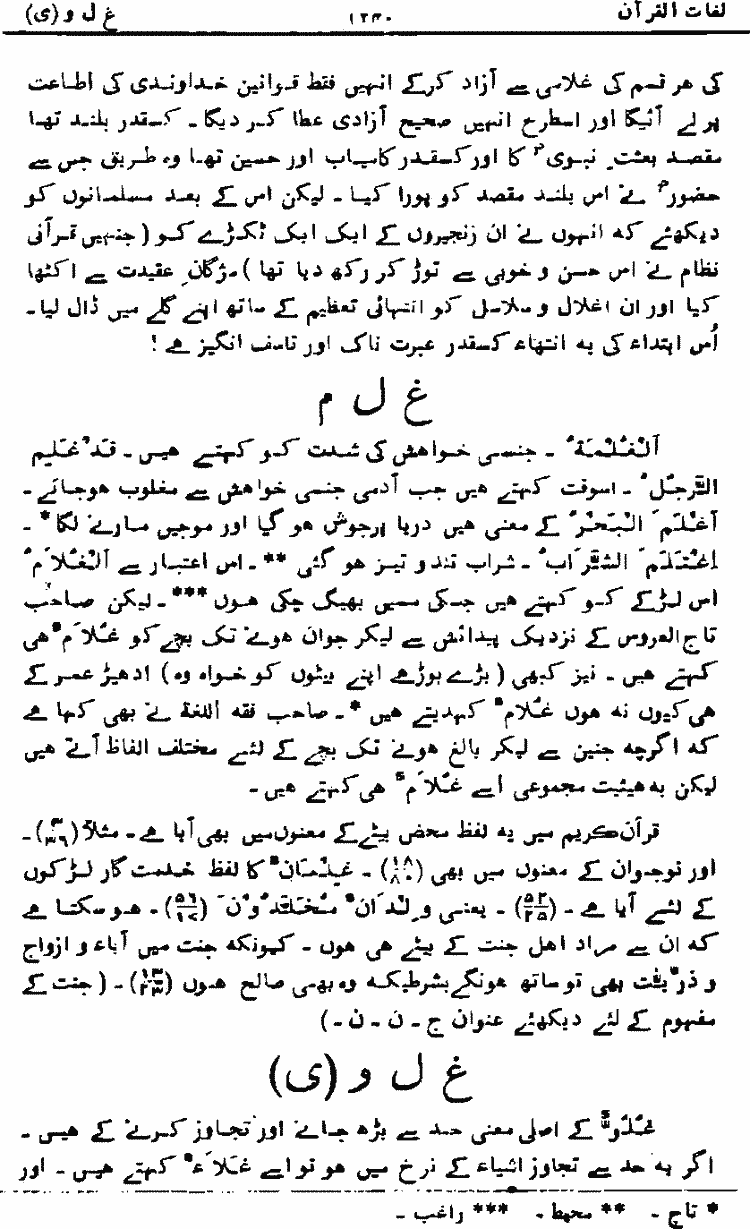 لغات القرآن ۱۲۳۰ غ ل و (ی)
کی ہر قسم کی غلامی سے آزاد کرکے انہیں فقط قوانین خداوندی کی اطاعت
پر لے آئیگا اور اسطرح انہیں صحیح آزادی عطا کر دیگا ۔ کسقدر بلند تھا
مقصد بعثت نبویؐ کا اور کسقدر کامیاب اور حسین تھا وہ طریق جس سے
حضورؐ نے اس بلند مقصد کو پورا کیا ۔ لیکن اس کے بعد مسلمانوں کو
دیکھئے کہ انہوں نے ان زنجیروں کے ایک ایک ٹکڑے کو ( جنہیں قرآنی
نظام نے اس حسن و خوبی سے توڑ کر رکھ دیا تھا ) مژگانِ عقیدت سے اکٹھا
کیا اور ان اغلال و سلاسل کو انتہائی تعظیم کے ساتھ اپنے گلے میں ڈال لیا ۔
اُس ابتداء کی یہ انتہاء کسقدر عبرت ناک اور تاسف انگیز ہے !
غ ل م
اَلْغُلْمَۃُ ۔ جنسی خواہش کی شدت کو کہتے ہیں ۔ قَدْ غَلِیمَ
الرَّجُلُ ۔ اسوقت کہتے ہیں جب آدمی جنسی خواہش سے مغلوب ہوجائے ۔
اَغْلَمَ الْبَحْرُ کے معنی ہیں دریا پرجوش ہو گیا اور موجیں مارنے لگا * ۔
اِغْتَلَمَ الشَّرَابُ ۔ شراب تند و تیز ہو گئی ** ۔ اس اعتبار سے اَلْغُلَامُ
اس لڑکے کو کہتے ہیں جسکی مسیں بھیگ چکی ہوں *** ۔ لیکن صاحب
تاج العروس کے نزدیک پیدائش سے لیکر جوان ہونے تک بچے کو غُلَامٌ ہی
کہتے ہیں ۔ نیز کبھی ( بڑے بوڑھے اپنے بیٹوں کو خواہ وہ ) ادھیڑ عمر کے
ہی کیوں نہ ہوں غُلَامٌ کہدیتے ہیں * ۔ صاحب فقہ اللغۃ نے بھی کہا ہے
کہ اگرچہ جنین سے لیکر بالغ ہونے تک بچے کے لئے مختلف الفاظ آتے ہیں
لیکن بہ ہیئیت مجموعی اسے غُلَامٌ ہی کہتے ہیں ۔
قرآن کریم میں یہ لفظ محض بیٹے کے معنوں میں بھی آیا ہے ۔ مثلاً ۔
اور نوجوان کے معنوں میں بھی (۱۸/۸۰) ۔ غِلْمَانٌ کا لفظ خدمت گار لڑکوں
کے لئے آیا ہے ۔ ۔ یعنی وِلْدَانٌ مُخَلَّدُوْنَ (۵۶/۱۷) ۔ ہو سکتا ہے
کہ ان سے مراد اہل جنت کے بیٹے ہی ہوں ۔ کیونکہ جنت میں آباء و ازواج
و ذریّت بھی تو ساتھ ہونگے بشرطیکہ وہ بھی صالح ہوں (۱۳/۲۳) ۔ ( جنت کے
مفہوم کے لئے دیکھئے عنوان ج ۔ ن ۔ ن ۔ )
غ ل و (ی)
غُلُوٌّ کے اصلی معنی حد سے بڑھ جانے اور تجاوز کرنے کے ہیں ۔
اگر یہ حد سے تجاوز اشیاء کے نرخ میں ہو تو اسے غَلَاءٌ کہتے ہیں ۔ اور
* تاج ۔ ** محیط ۔ *** راغب ۔